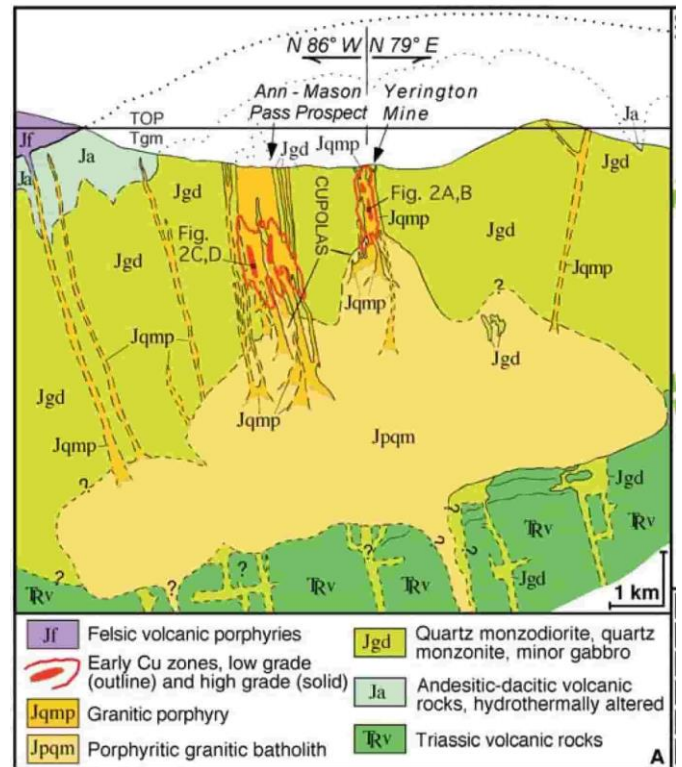 N 86° W N 79° E
Ann - Mason
Pass Prospect
Yerington
Mine
TOP
Tgm
Jf
Ja
Ja
Ja
Jgd
Jqmp
Jgd
Jgd
Fig.
2C,D
CUPOLAS
Fig. 2A,B
Jqmp
Jgd
Jgd
Jqmp
Jqmp
?
Jqmp
Jgd
Jgd
Jqmp
Jqmp
Jpqm
?
Jgd
?
?
?
TRv
TRv
?
?
?
?
TRv
TRv
Jgd
TRv
1 km
Jf Felsic volcanic porphyries
Early Cu zones, low grade
(outline) and high grade (solid)
Jqmp Granitic porphyry
Jpqm Porphyritic granitic batholith
Jgd Quartz monzodiorite, quartz
monzonite, minor gabbro
Ja Andesitic-dacitic volcanic
rocks, hydrothermally altered
TRv Triassic volcanic rocks
A